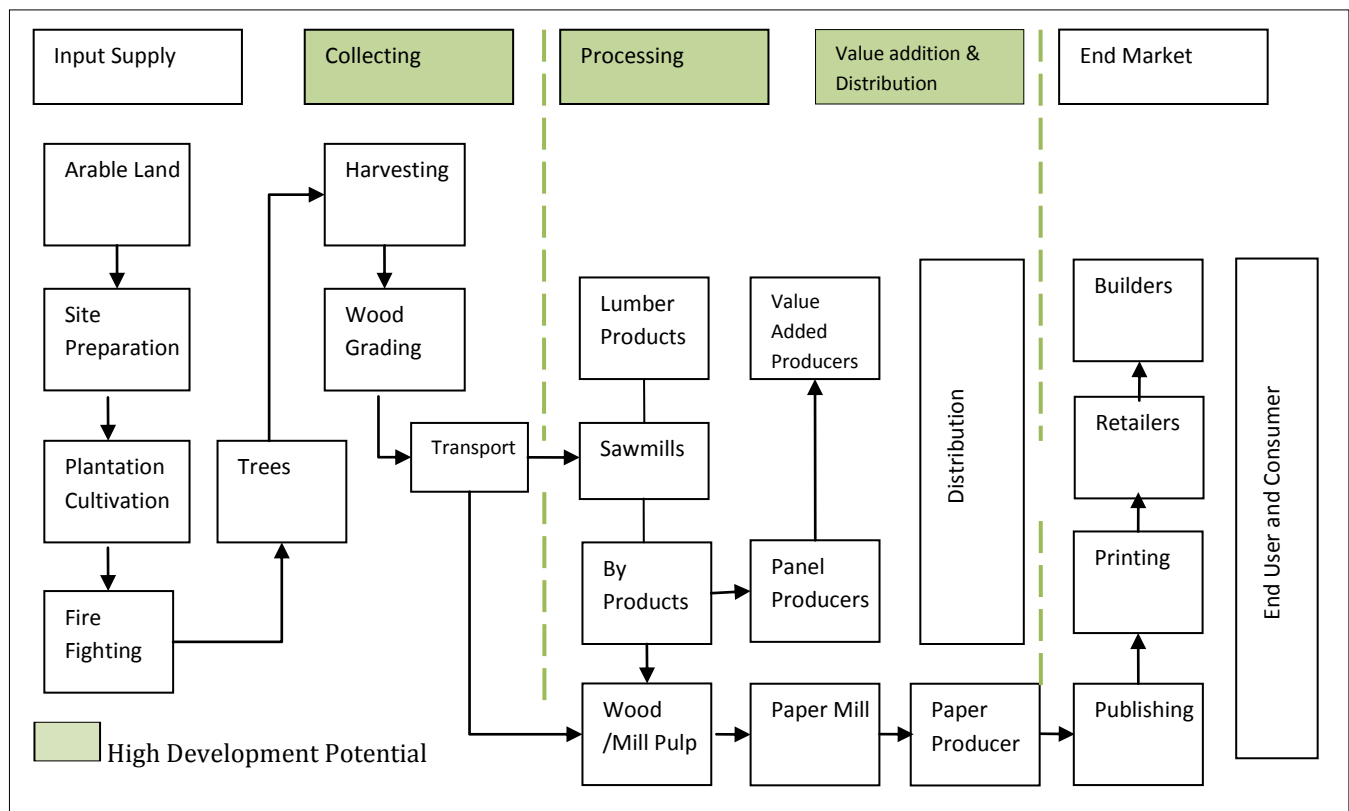 Input Supply
Collecting
Processing
Value addition &
Distribution
End Market
Arable Land
Harvesting
Site
Preparation
Wood
Grading
Lumber
Products
Value
Added
Producers
Distribution
Builders
End User and Consumer
Plantation
Cultivation
Trees
Transport
Sawmills
Retailers
Fire
Fighting
By
Products
Panel
Producers
Printing
Wood
/Mill Pulp
Paper Mill
Paper
Producer
Publishing
High Development Potential